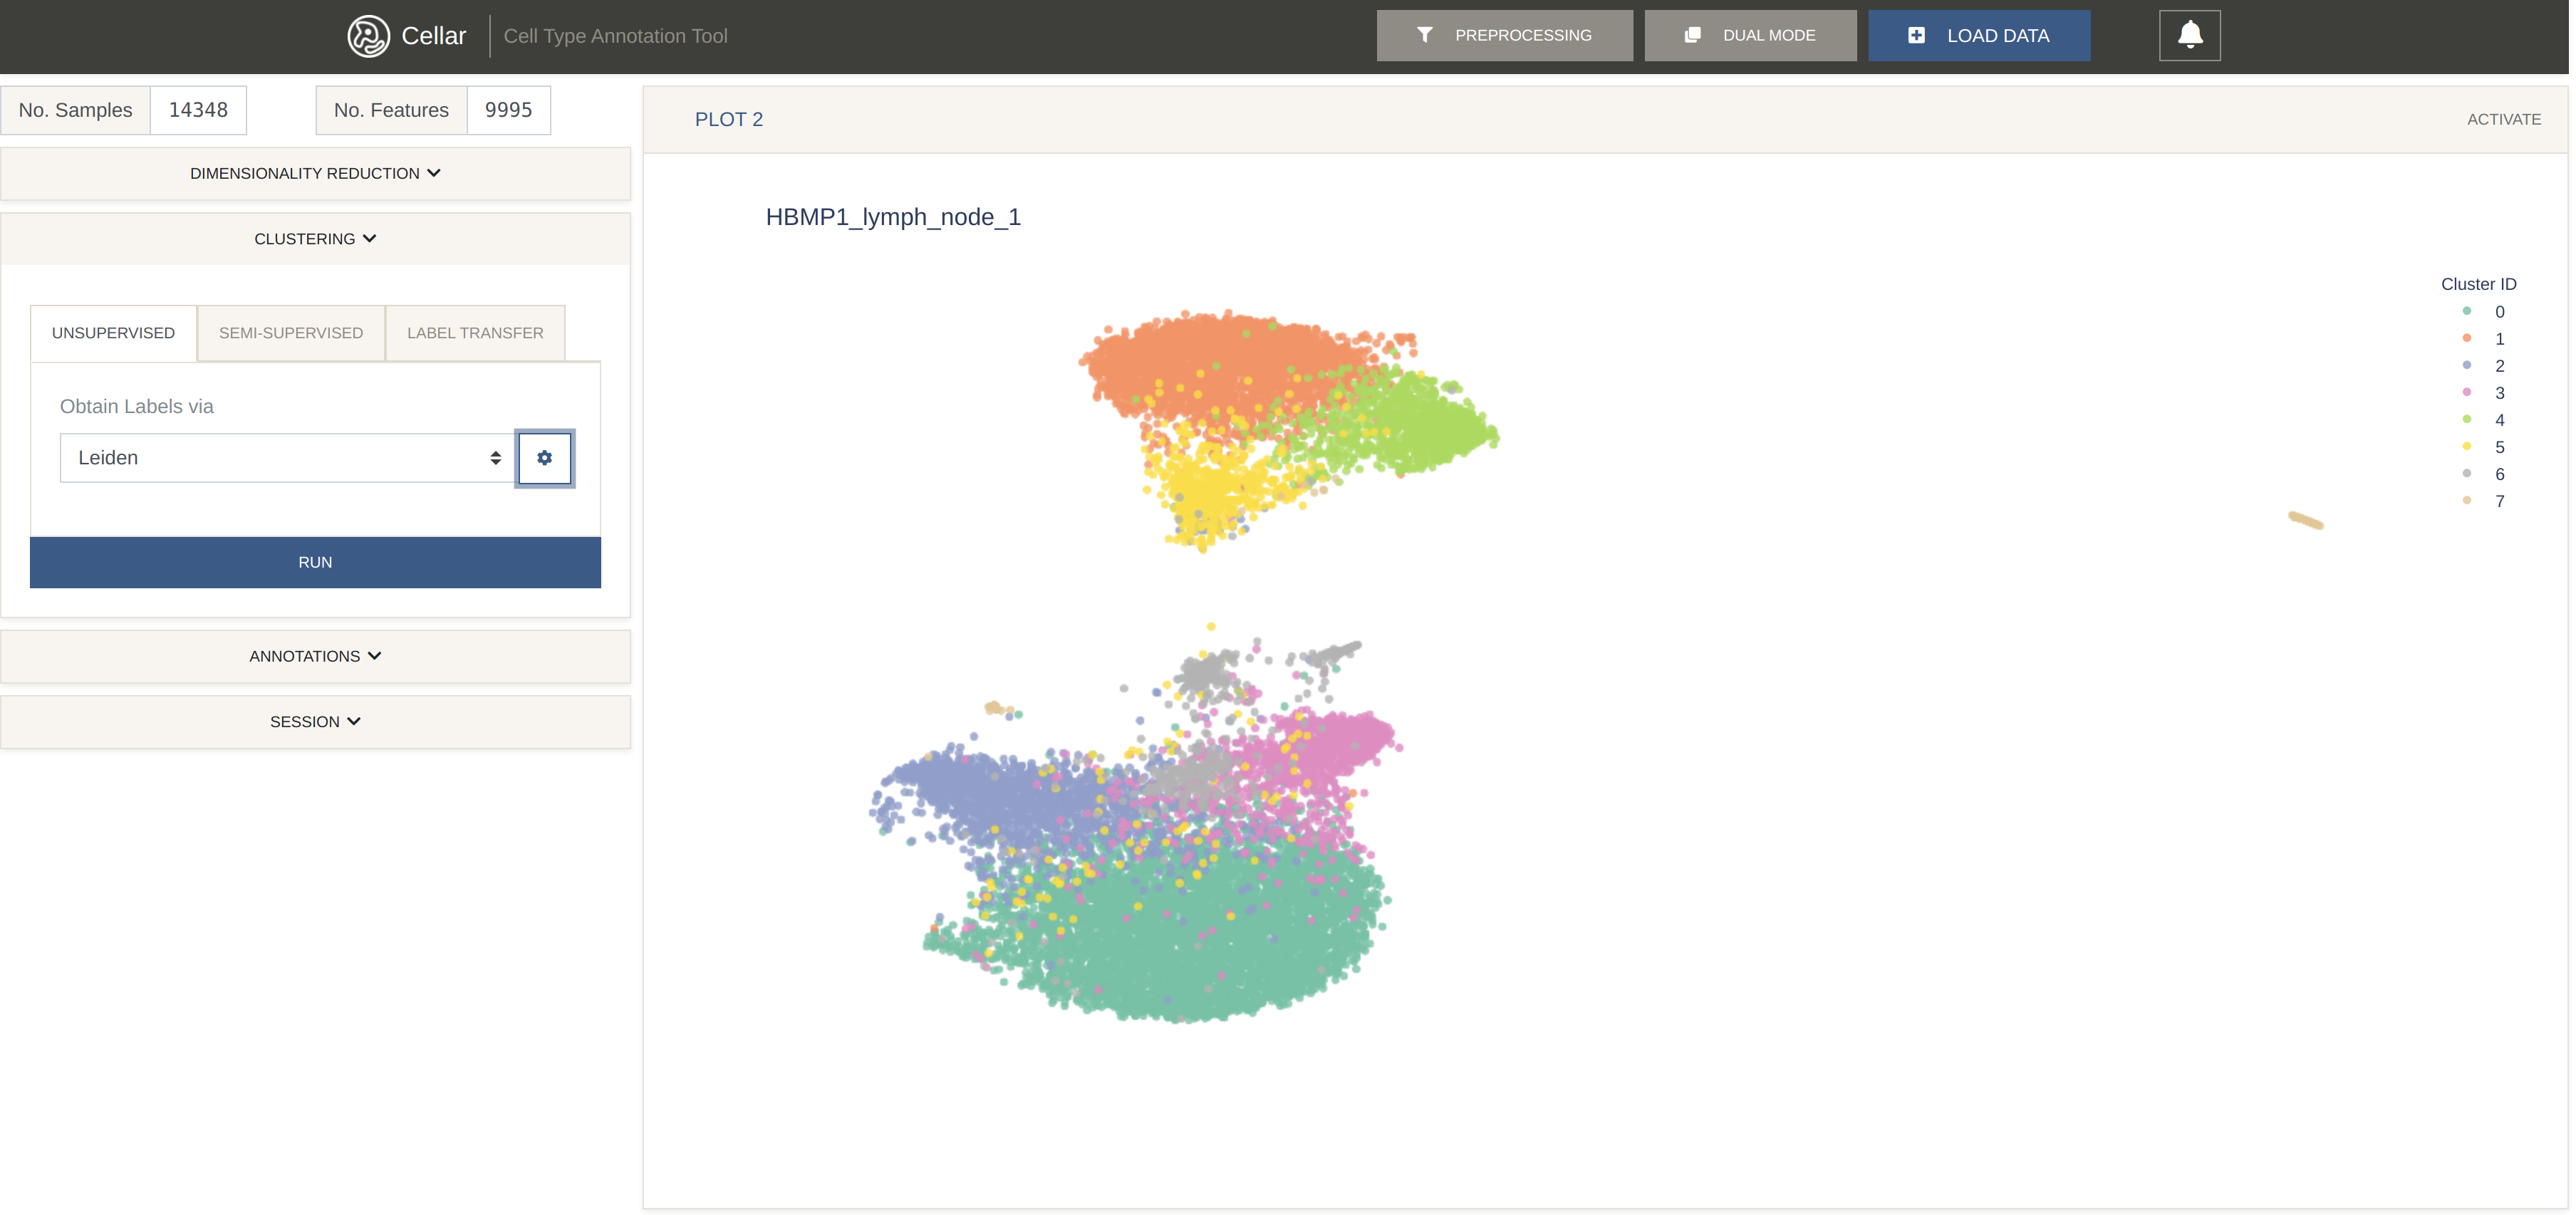 Cellar
Cell Type Annotation Tool
PREPROCESSING
DUAL MODE
LOAD DATA
No. Samples 14348
No. Features 9995
DIMENSIONALITY REDUCTION
CLUSTERING
UNSUPERVISED
SEMI-SUPERVISED
LABEL TRANSFER
Obtain Labels via
Leiden
RUN
ANNOTATIONS
SESSION
PLOT 2
ACTIVATE
HBMP1_lymph_node_1
Cluster ID
0
1
2
3
4
5
6
7